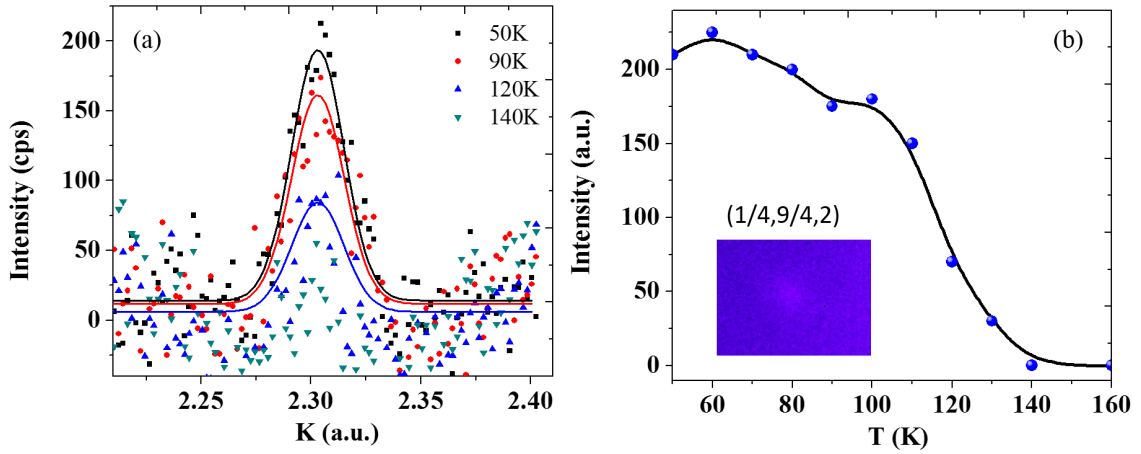 (a)
50K
90K
120K
140K
200
150
100
50
0
Intensity (cps)
2.25
2.30
2.35
2.40
K (a.u.)
(b)
200
150
100
50
0
Intensity (a.u.)
(1/4,9/4,2)
60
80
100
120
140
160
T (K)